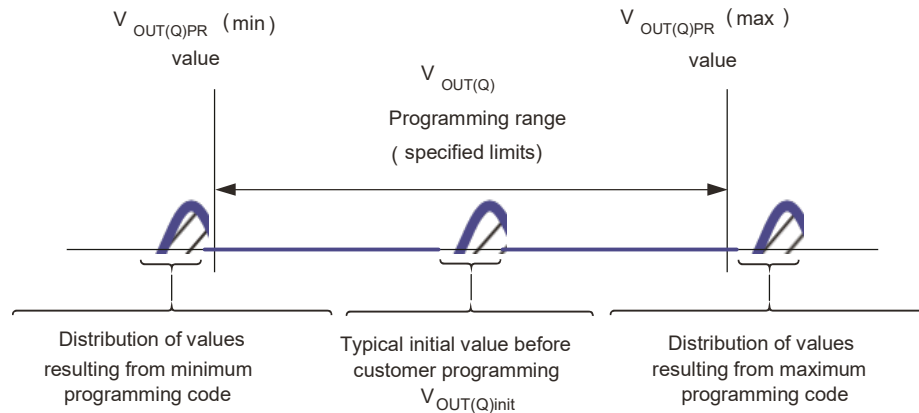 V OUT(Q)PR (min)
value
V OUT(Q)PR (max)
value
V OUT(Q)
Programming range
(specified limits)
Distribution of values
resulting from minimum
programming code
Typical initial value before
customer programming
V OUT(Q)init
Distribution of values
resulting from maximum
programming code